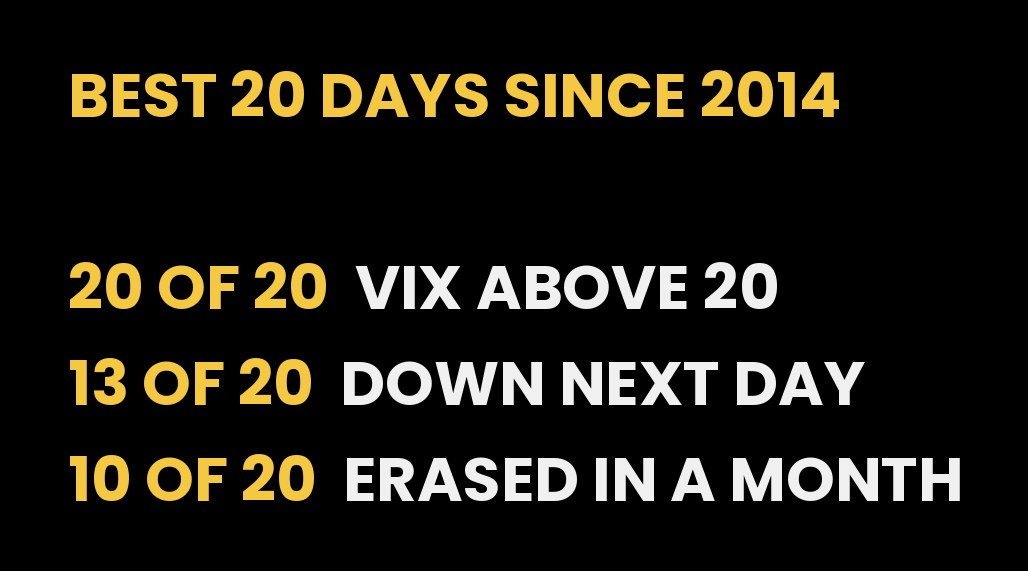 BEST 20 DAYS SINCE 2014
20 OF 20 VIX ABOVE 20
13 OF 20 DOWN NEXT DAY
10 OF 20 ERASED IN A MONTH